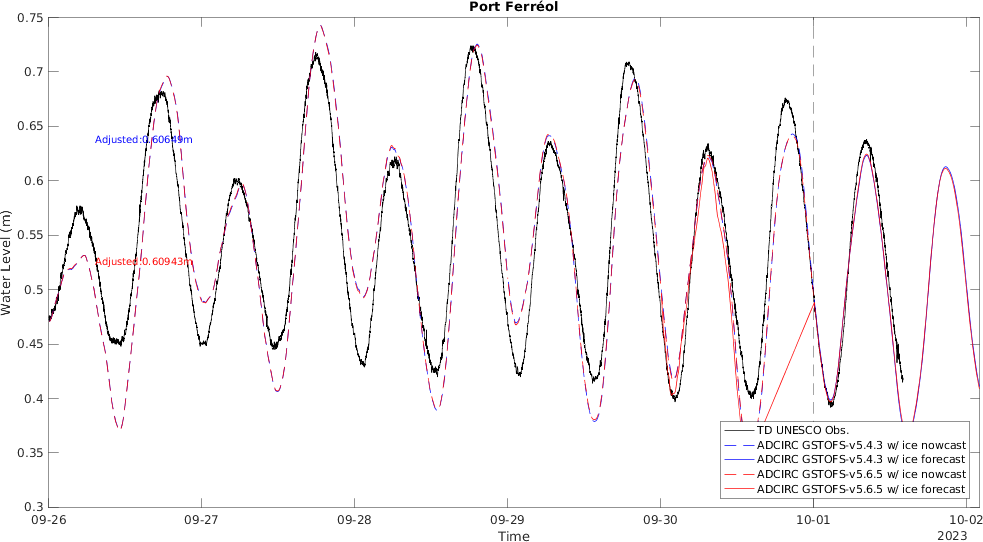 Port Ferréol
0.75
0.7
0.65
0.6
0.55
0.5
0.45
0.4
0.35
0.3
Water Level (m)
Adjusted:0.60649m
Adjusted:0.60943m
TD UNESCO Obs.
ADCIRC GSTOFS-v5.4.3 w/ ice nowcast
ADCIRC GSTOFS-v5.4.3 w/ ice forecast
ADCIRC GSTOFS-v5.6.5 w/ ice nowcast
ADCIRC GSTOFS-v5.6.5 w/ ice forecast
09-26 09-27 09-28 09-29 09-30 10-01 10-02
Time
2023